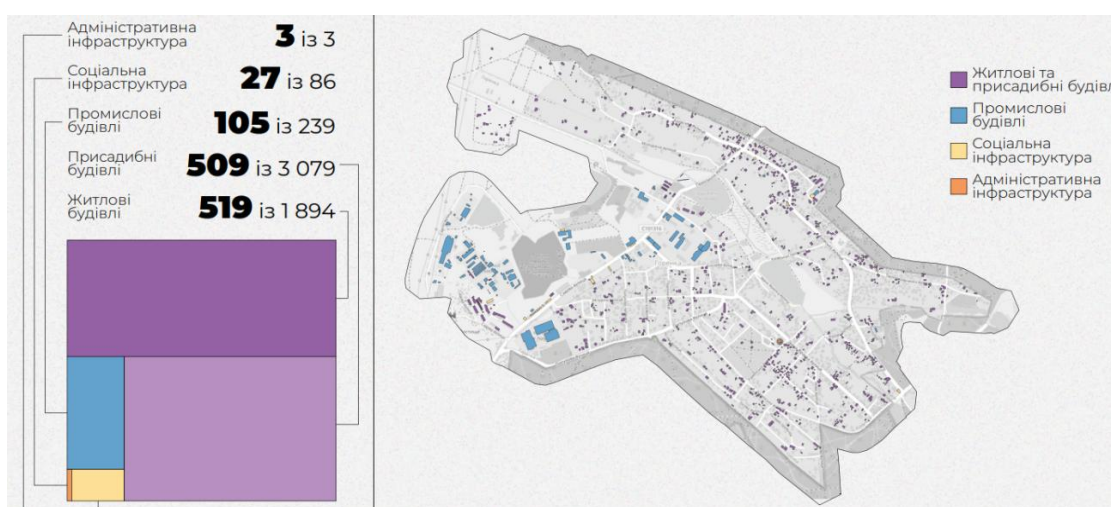 Адміністративна
інфраструктура
3 із 3
Соціальна
інфраструктура
27 із 86
Промислові
будівлі
105 із 239
Присадибні
будівлі
509 із 3 079
Житлові
будівлі
519 із 1 894
Житлові та
присадибні будівл
Промислові
будівлі
Соціальна
інфраструктура
Адміністративна
інфраструктура